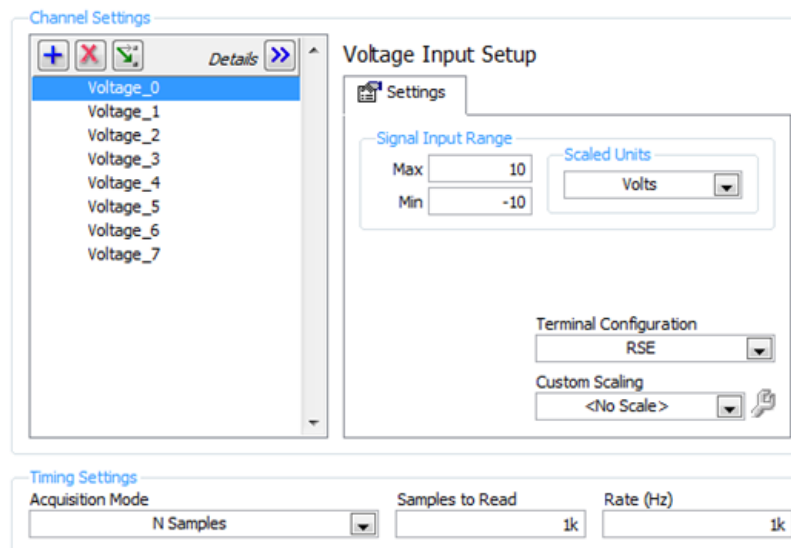 Channel Settings
Details
Voltage_0
Voltage_1
Voltage_2
Voltage_3
Voltage_4
Voltage_5
Voltage_6
Voltage_7
Voltage Input Setup
Settings
Signal Input Range
Max 10
Min -10
Scaled Units
Volts
Terminal Configuration
RSE
Custom Scaling
<No Scale>
Timing Settings
Acquisition Mode
N Samples
Samples to Read
1k
Rate (Hz)
1k